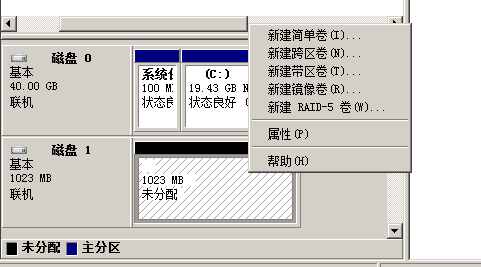 新建简单卷(I)...
新建跨区卷(N)...
新建带区卷(T)...
新建镜像卷(R)...
新建 RAID-5 卷(W)...
属性(P)
帮助(H)
磁盘 0
基本
40.00 GB
联机
系统
100 M
状态良
(C:)
19.43 GB N
状态良好 (
磁盘 1
基本
1023 MB
联机
1023 MB
未分配
未分配 主分区